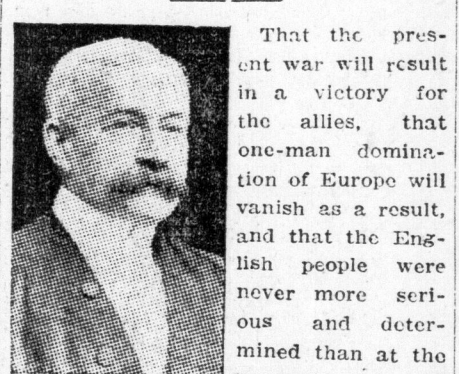 That the pres-
ent war will result
in a victory for
the allies, that
one-man domina-
tion of Europe will
vanish as a result,
and that the Eng-
lish people were
never more seri-
ous and deter-
mined than at the